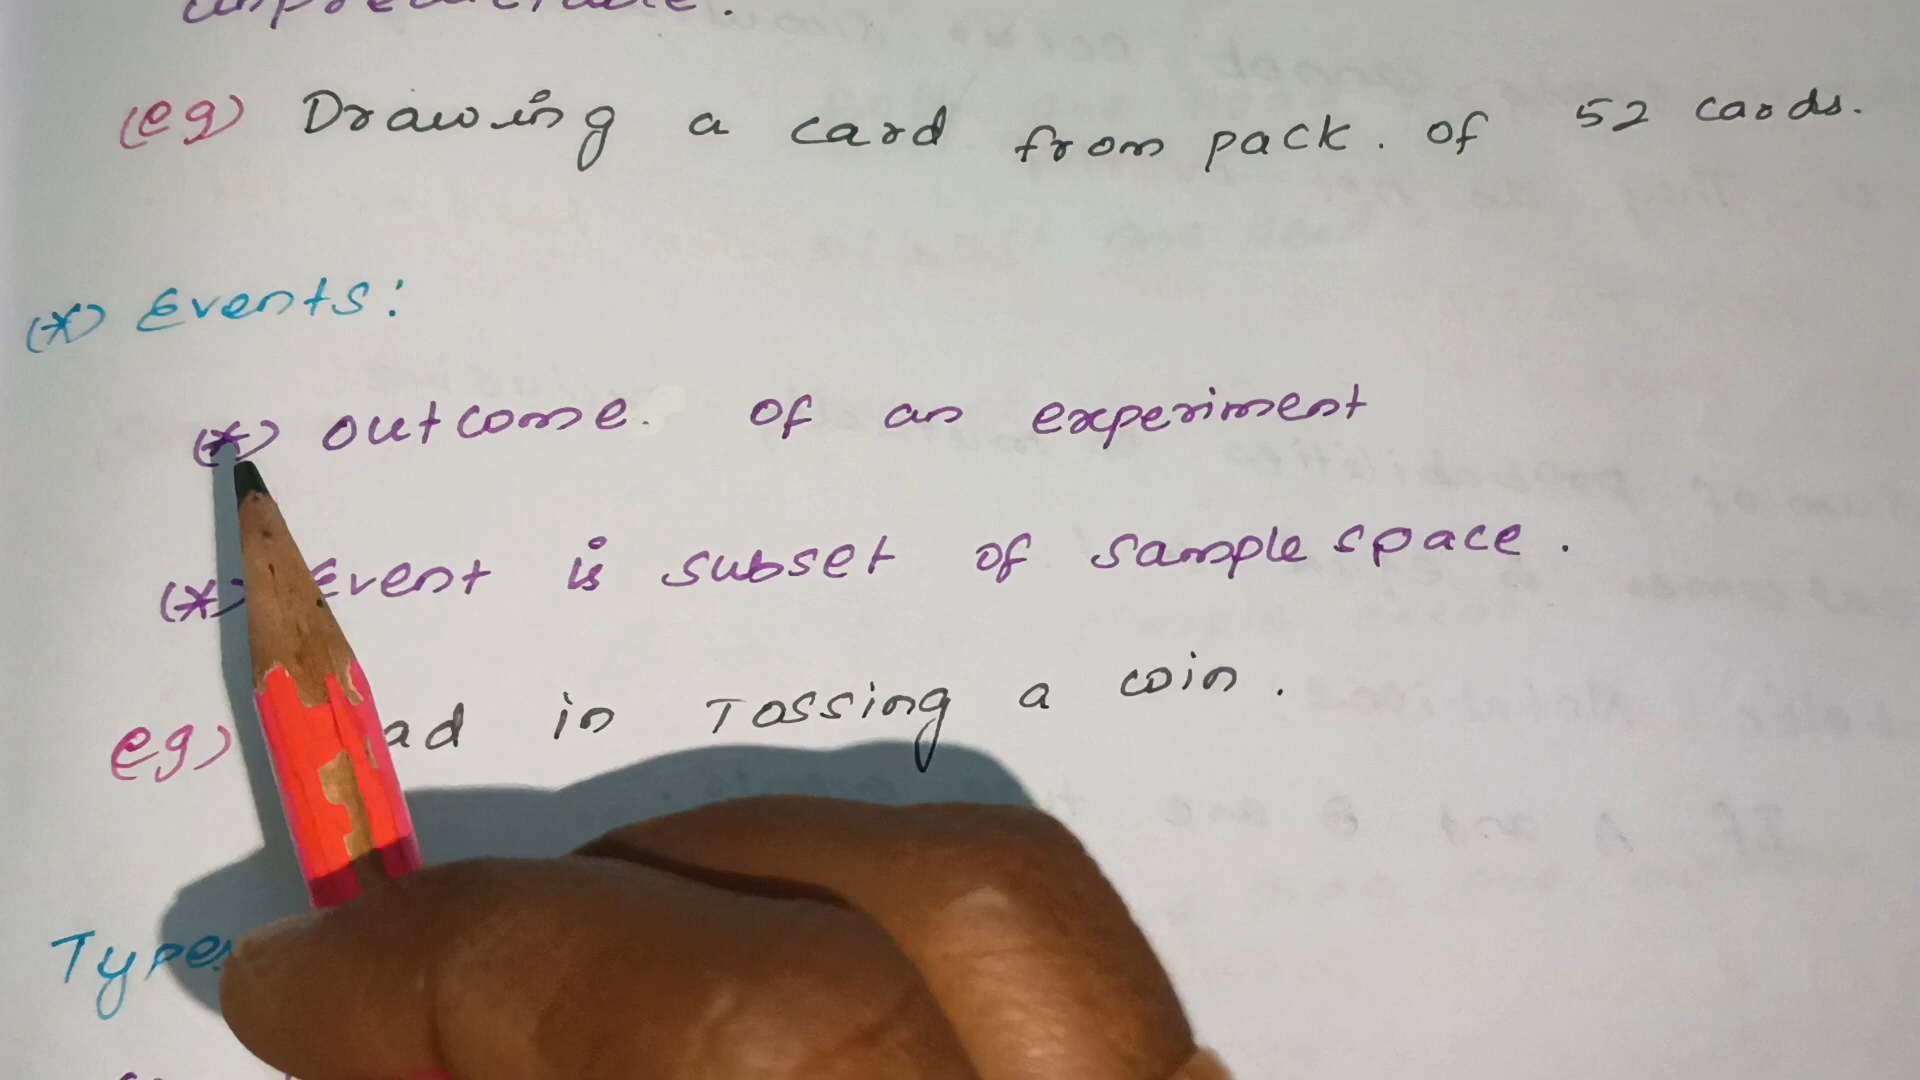 (eg) Drawing a card from pack. of 52 cards.
(*) Events:
(*) outcome. of an experiment
(*) Event is subset of sample space.
eg) in Tossing a coin.